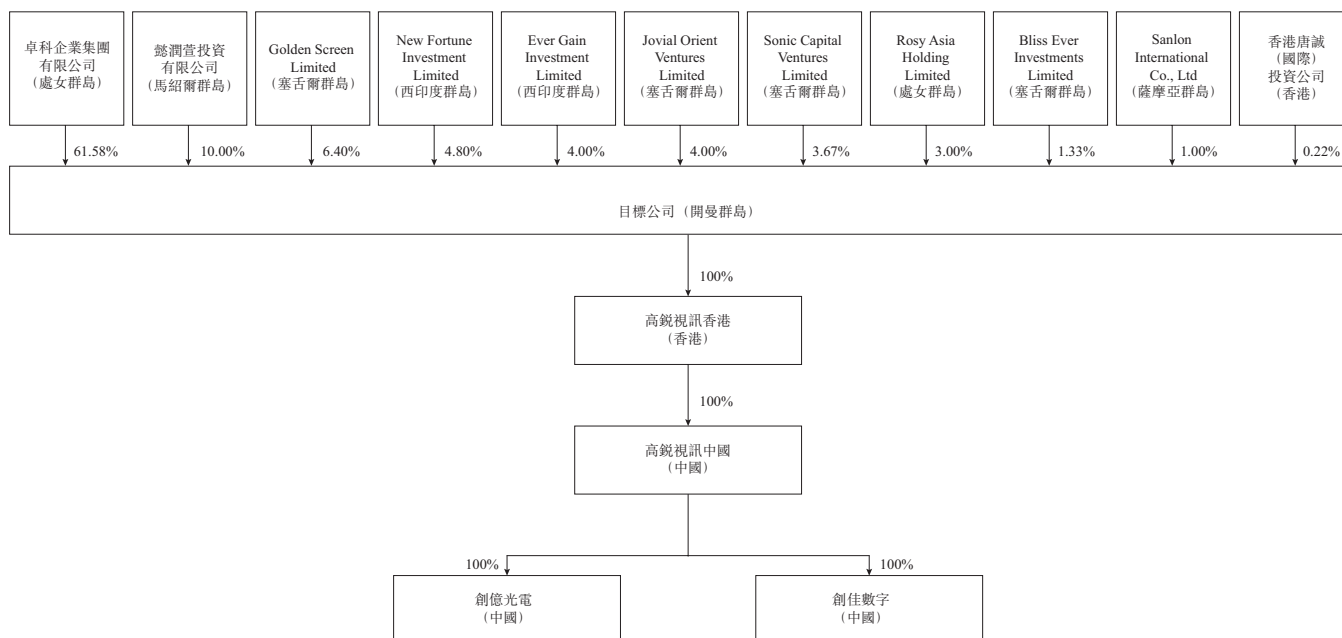 卓科企業集團
有限公司
（處女群島）
懿潤萱投資
有限公司
（馬紹爾群島）
Golden Screen
Limited
（塞舌爾群島）
New Fortune
Investment
Limited
（西印度群島）
Ever Gain
Investment
Limited
（西印度群島）
Jovial Orient
Ventures
Limited
（塞舌爾群島）
Sonic Capital
Ventures
Limited
（塞舌爾群島）
Rosy Asia
Holding
Limited
（處女群島）
Bliss Ever
Investments
Limited
（塞舌爾群島）
Sanlon
International
Co., Ltd
（薩摩亞群島）
香港唐誠
（國際）
投資公司
（香港）
61.58%
10.00%
6.40%
4.80%
4.00%
4.00%
3.67%
3.00%
1.33%
1.00%
0.22%
目標公司（開曼群島）
100%
高銳視訊香港
（香港）
100%
高銳視訊中國
（中國）
100%
100%
創億光電
（中國）
創佳數字
（中國）